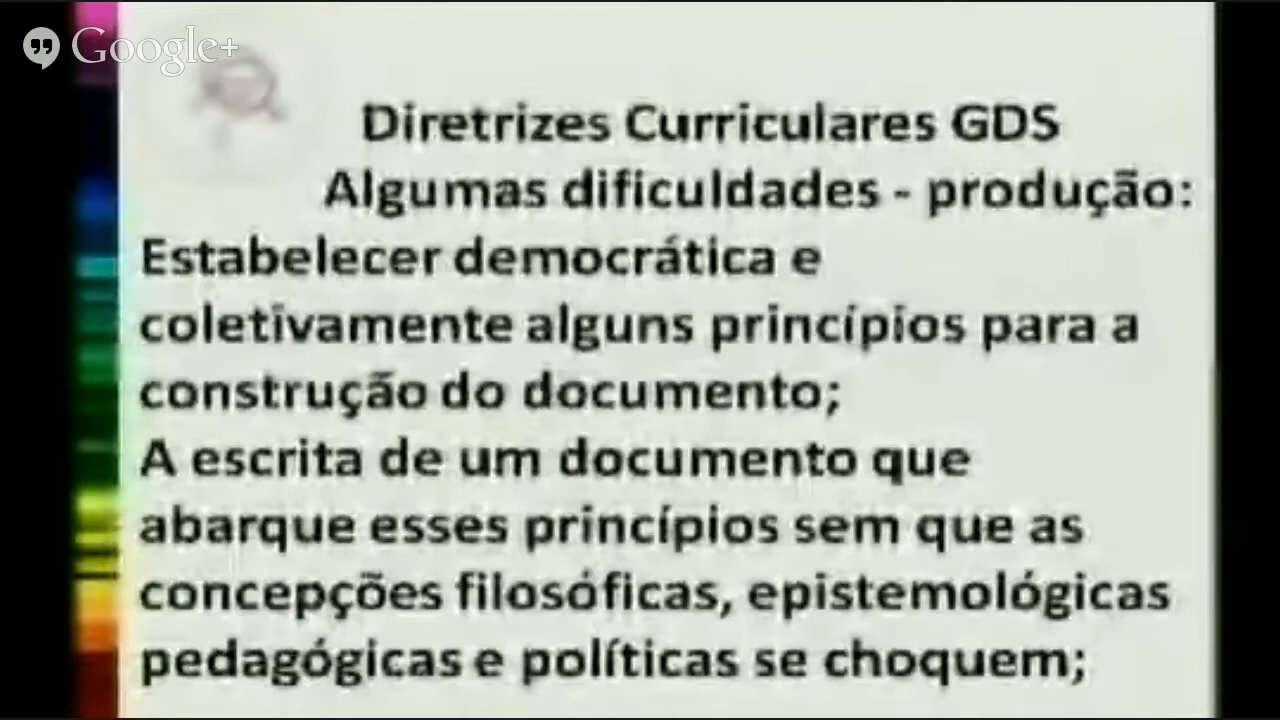 Google+
Diretrizes Curriculares GDS
Algumas dificuldades - produção:
Estabelecer democrática e
coletivamente alguns princípios para a
construção do documento;
A escrita de um documento que
abarque esses princípios sem que as
concepções filosóficas, epistemológicas
pedagógicas e políticas se choquem;